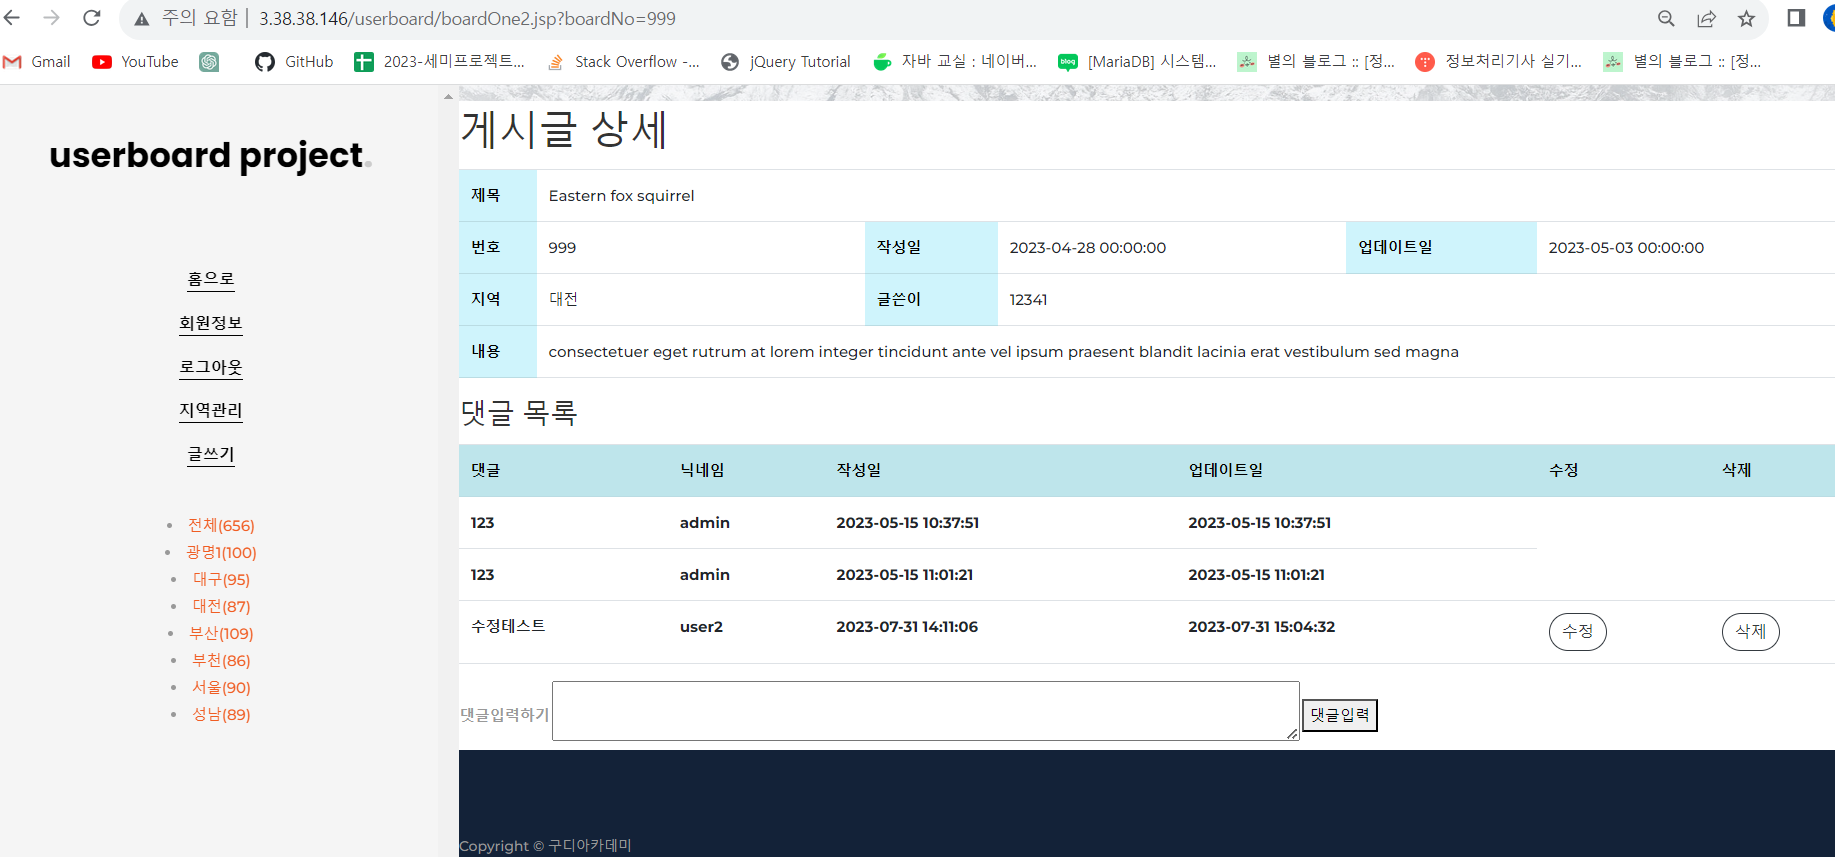 주의 요함 | 3.38.38.146/userboard/boardOne2.jsp?boardNo=999
Gmail YouTube GitHub 2023-세미프로젝트... Stack Overflow -... jQuery Tutorial 자바 교실 : 네이버... [MariaDB] 시스템... 별의 블로그 :: [정... 정보처리기사 실기... 별의 블로그 :: [정...
userboard project.
홈으로
회원정보
로그아웃
지역관리
글쓰기
전체(656)
광명1(100)
대구(95)
대전(87)
부산(109)
부천(86)
서울(90)
성남(89)
게시글 상세
제목 Eastern fox squirrel
번호 999 작성일 2023-04-28 00:00:00 업데이트일 2023-05-03 00:00:00
지역 대전 글쓴이 12341
내용 consectetuer eget rutrum at lorem integer tincidunt ante vel ipsum praesent blandit lacinia erat vestibulum sed magna
댓글 목록
댓글 닉네임 작성일 업데이트일 수정 삭제
123 admin 2023-05-15 10:37:51 2023-05-15 10:37:51
123 admin 2023-05-15 11:01:21 2023-05-15 11:01:21
수정테스트 user2 2023-07-31 14:11:06 2023-07-31 15:04:32 수정 삭제
댓글입력하기 댓글입력
Copyright © 구디아카데미